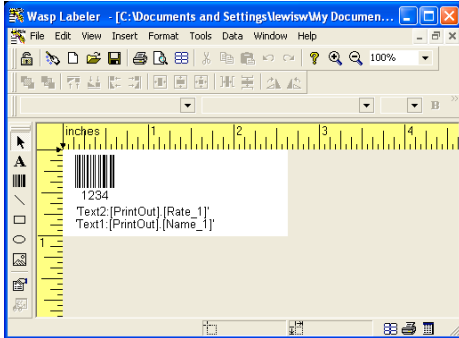 Wasp Labeler - [C:\Documents and Settings\lewisw\My Documen...
File Edit View Insert Format Tools Data Window Help
100%
B
inches 1 2 3 4
1234
'Text2:[PrintOut].[Rate_1]'
'Text1:[PrintOut].[Name_1]'
1
A